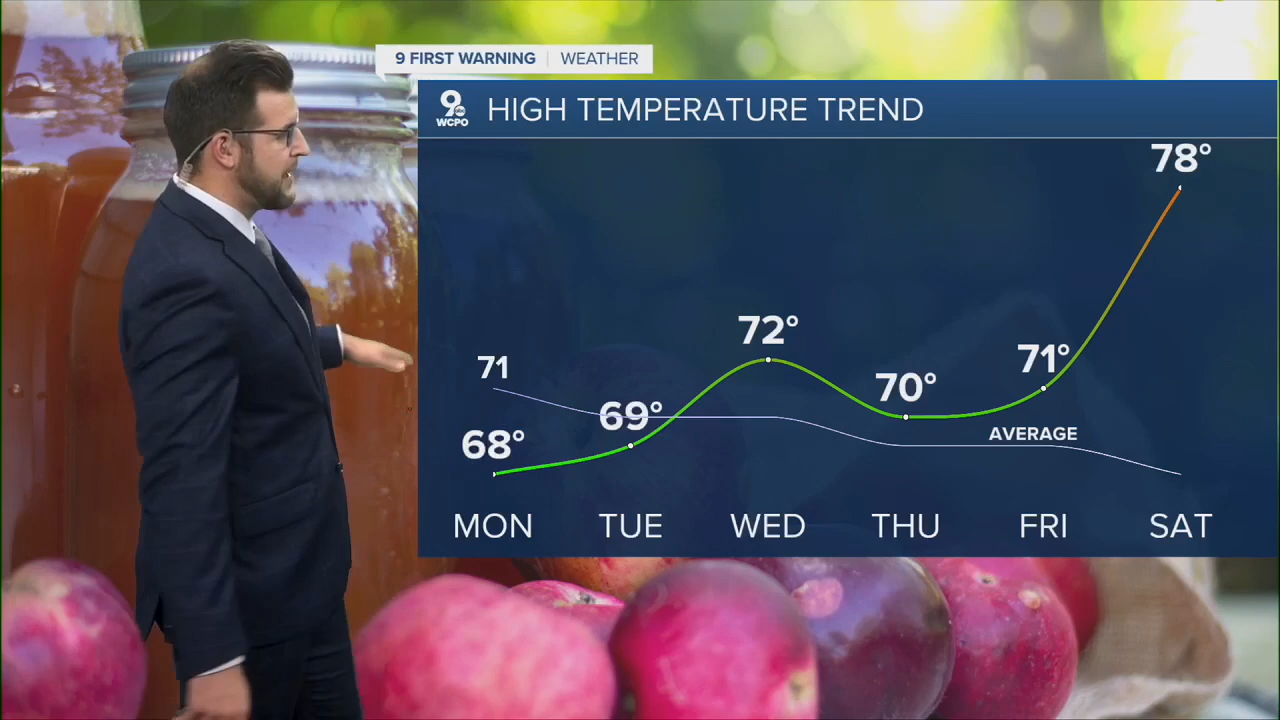 9 FIRST WARNING | WEATHER
9 abc
WCPO
HIGH TEMPERATURE TREND
78°
72°
71
71°
70°
69°
68°
AVERAGE
MON TUE WED THU FRI SAT